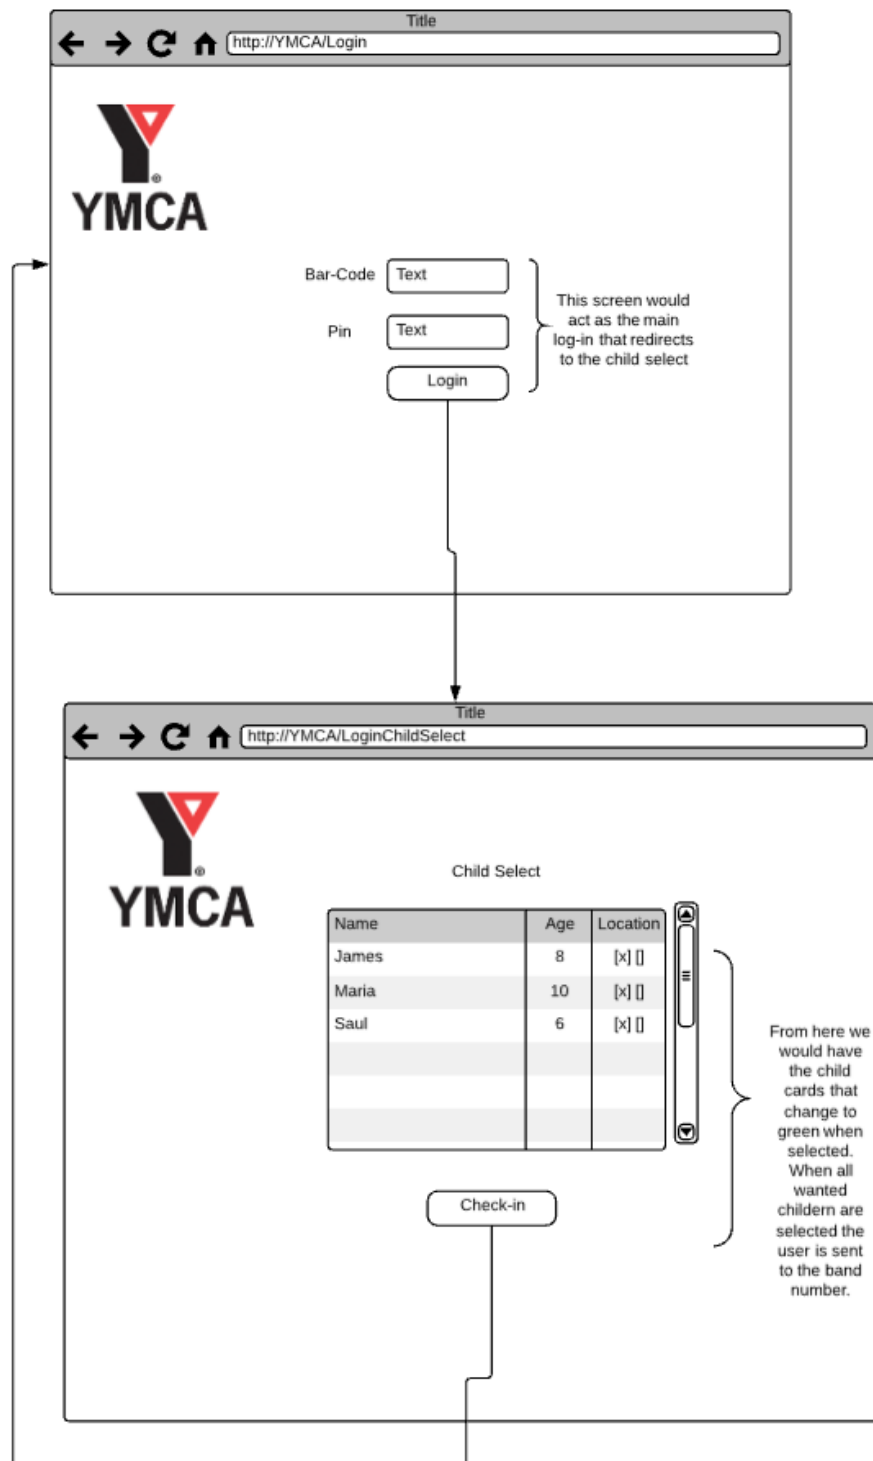 Title
http://YMCA/Login
YMCA
Bar-Code Text
Pin Text
Login
This screen would
act as the main
log-in that redirects
to the child select
Title
http://YMCA/LoginChildSelect
YMCA
Child Select
Name Age Location
James 8 [x] []
Maria 10 [x] []
Saul 6 [x] []
Check-in
From here we
would have
the child
cards that
change to
green when
selected.
When all
wanted
childern are
selected the
user is sent
to the band
number.